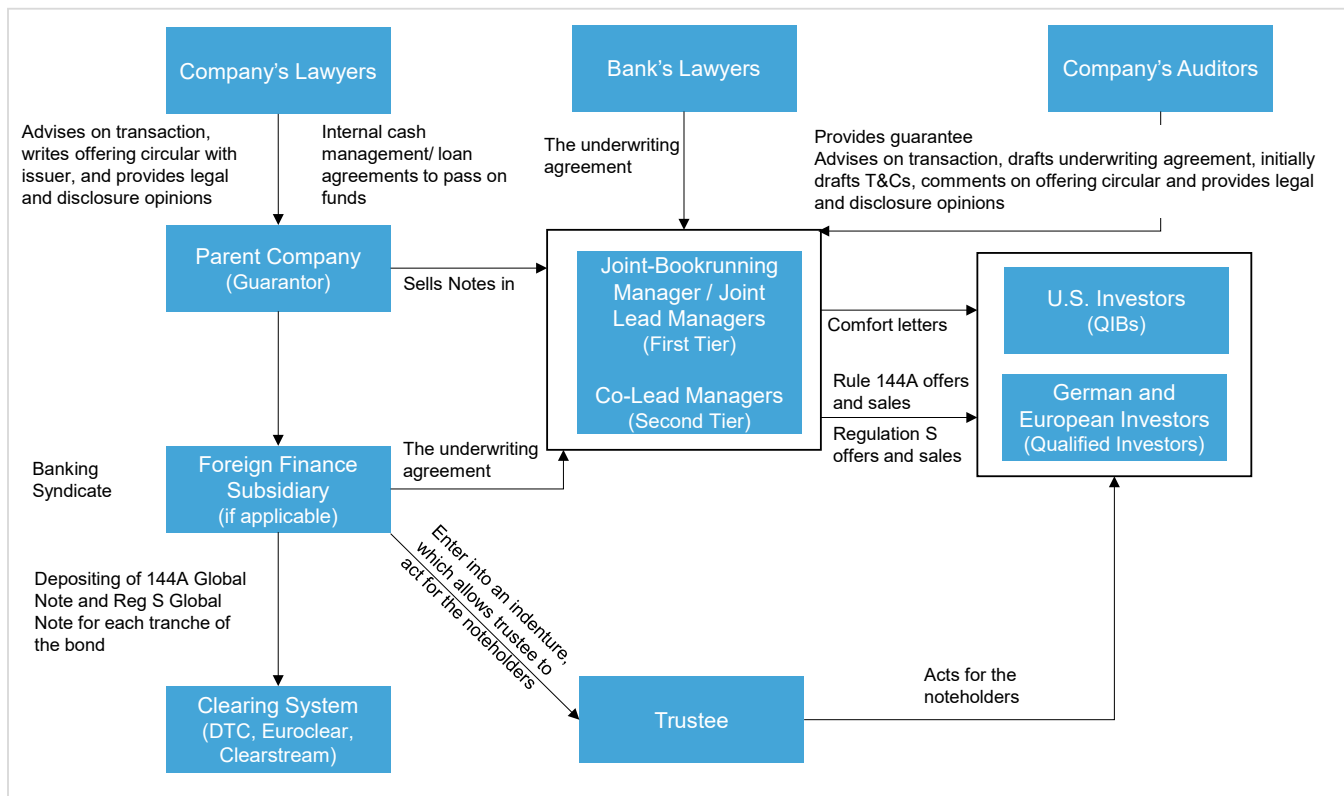 Company's Lawyers
Bank's Lawyers
Company's Auditors
Advises on transaction,
writes offering circular with
issuer, and provides legal
and disclosure opinions
Internal cash
management/ loan
agreements to pass on
funds
The underwriting
agreement
Provides guarantee
Advises on transaction, drafts underwriting agreement, initially
drafts T&Cs, comments on offering circular and provides legal
and disclosure opinions
Parent Company
(Guarantor)
Sells Notes in
Joint-Bookrunning
Manager / Joint
Lead Managers
(First Tier)
Co-Lead Managers
(Second Tier)
Comfort letters
Rule 144A offers
and sales
Regulation S
offers and sales
U.S. Investors
(QIBs)
German and
European Investors
(Qualified Investors)
Banking
Syndicate
Foreign Finance
Subsidiary
(if applicable)
The underwriting
agreement
Depositing of 144A Global
Note and Reg S Global
Note for each tranche of
the bond
Enter into an indenture,
which allows trustee to
act for the noteholders
Clearing System
(DTC, Euroclear,
Clearstream)
Trustee
Acts for the
noteholders